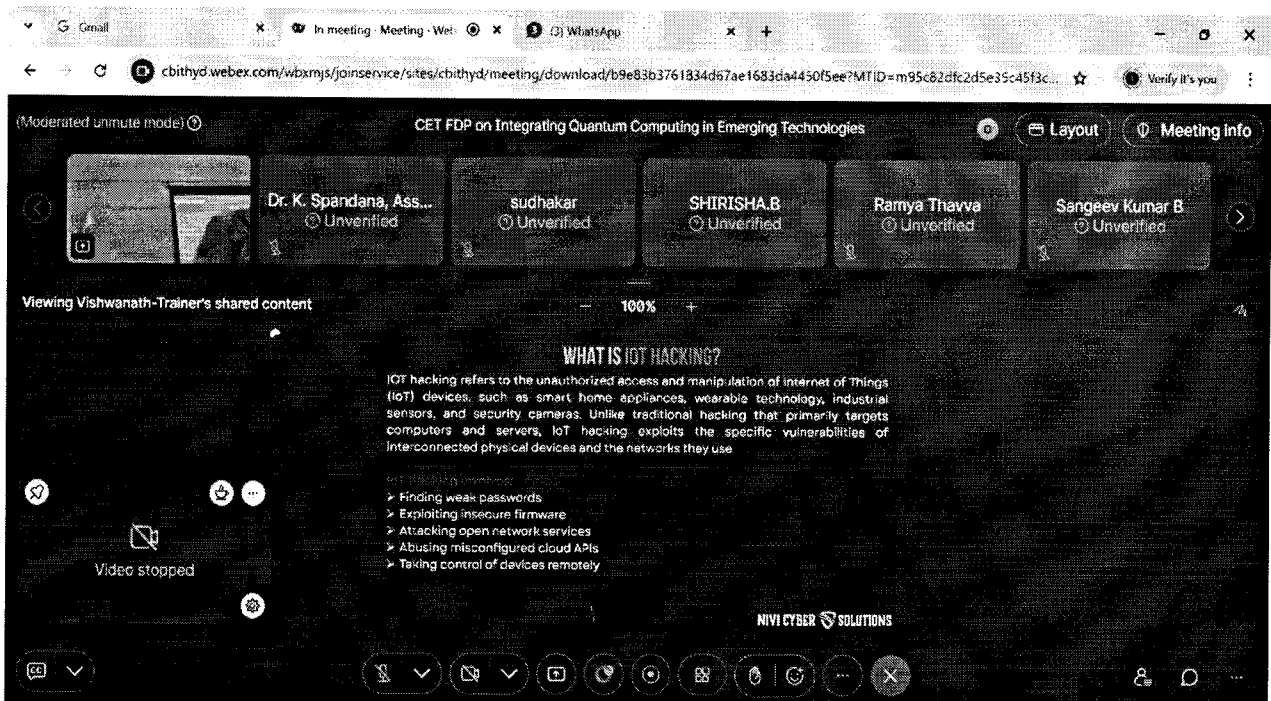 Gmail
In meeting - Meeting - Web
(3) WhatsApp
cbithyd.webex.com/wbxmjs/joinservice/sites/cbithyd/meeting/download/b9e83b3761834d67ae1683da4450f5ee?MTID=m95c82dfc2d5e35c45f3c...
Verify it's you
(Moderated unmute mode)
CET FDP on Integrating Quantum Computing in Emerging Technologies
Layout
Meeting info
Dr. K. Spandana, Ass...
Unverified
sudhakar
Unverified
SHIRISHA.B
Unverified
Ramya Thavva
Unverified
Sangeev Kumar B
Unverified
Viewing Vishwanath-Trainer's shared content
100%
WHAT IS IOT HACKING?
IOT hacking refers to the unauthorized access and manipulation of internet of Things
(IoT) devices, such as smart home appliances, wearable technology, industrial
sensors, and security cameras. Unlike traditional hacking that primarily targets
computers and servers, IoT hacking exploits the specific vulnerabilities of
interconnected physical devices and the networks they use
➢ Finding weak passwords
➢ Exploiting insecure firmware
➢ Attacking open network services
➢ Abusing misconfigured cloud APIs
➢ Taking control of devices remotely
Video stopped
NIVI CYBER SOLUTIONS
CC